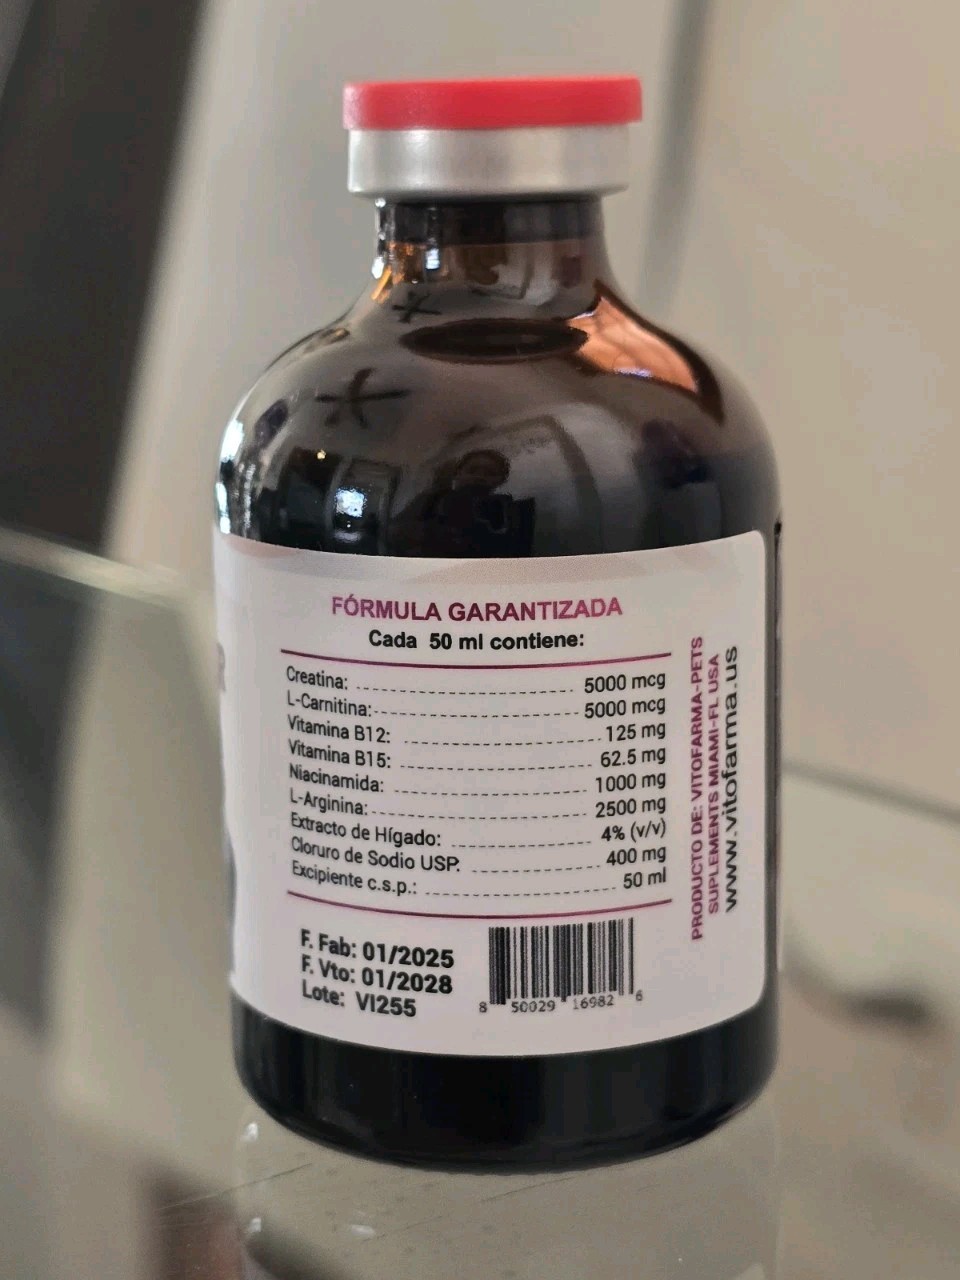 FÓRMULA GARANTIZADA
Cada 50 ml contiene:
Creatina: 5000 mcg
L-Carnitina: 5000 mcg
Vitamina B12: 125 mg
Vitamina B15: 62.5 mg
Niacinamida: 1000 mg
L-Arginina: 2500 mg
Extracto de Hígado: 4% (v/v)
Cloruro de Sodio USP: 400 mg
Excipiente c.s.p.: 50 ml
F. Fab: 01/2025
F. Vto: 01/2028
Lote: VI255
8 50029 16982 6
PRODUCTO DE: VITOFARMA-PETS
SUPLEMENTS MIAMI-FL USA
www.vitofarma.us